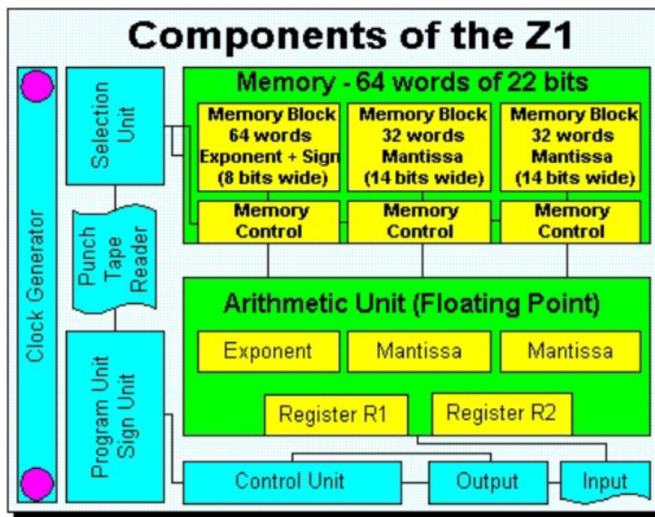 Components of the Z1
Clock Generator
Selection
Unit
Punch
Tape
Reader
Program Unit
Sign Unit
Memory - 64 words of 22 bits
Memory Block
64 words
Exponent + Sign
(8 bits wide)
Memory Block
32 words
Mantissa
(14 bits wide)
Memory Block
32 words
Mantissa
(14 bits wide)
Memory
Control
Memory
Control
Memory
Control
Arithmetic Unit (Floating Point)
Exponent
Mantissa
Mantissa
Register R1
Register R2
Control Unit
Output
Input